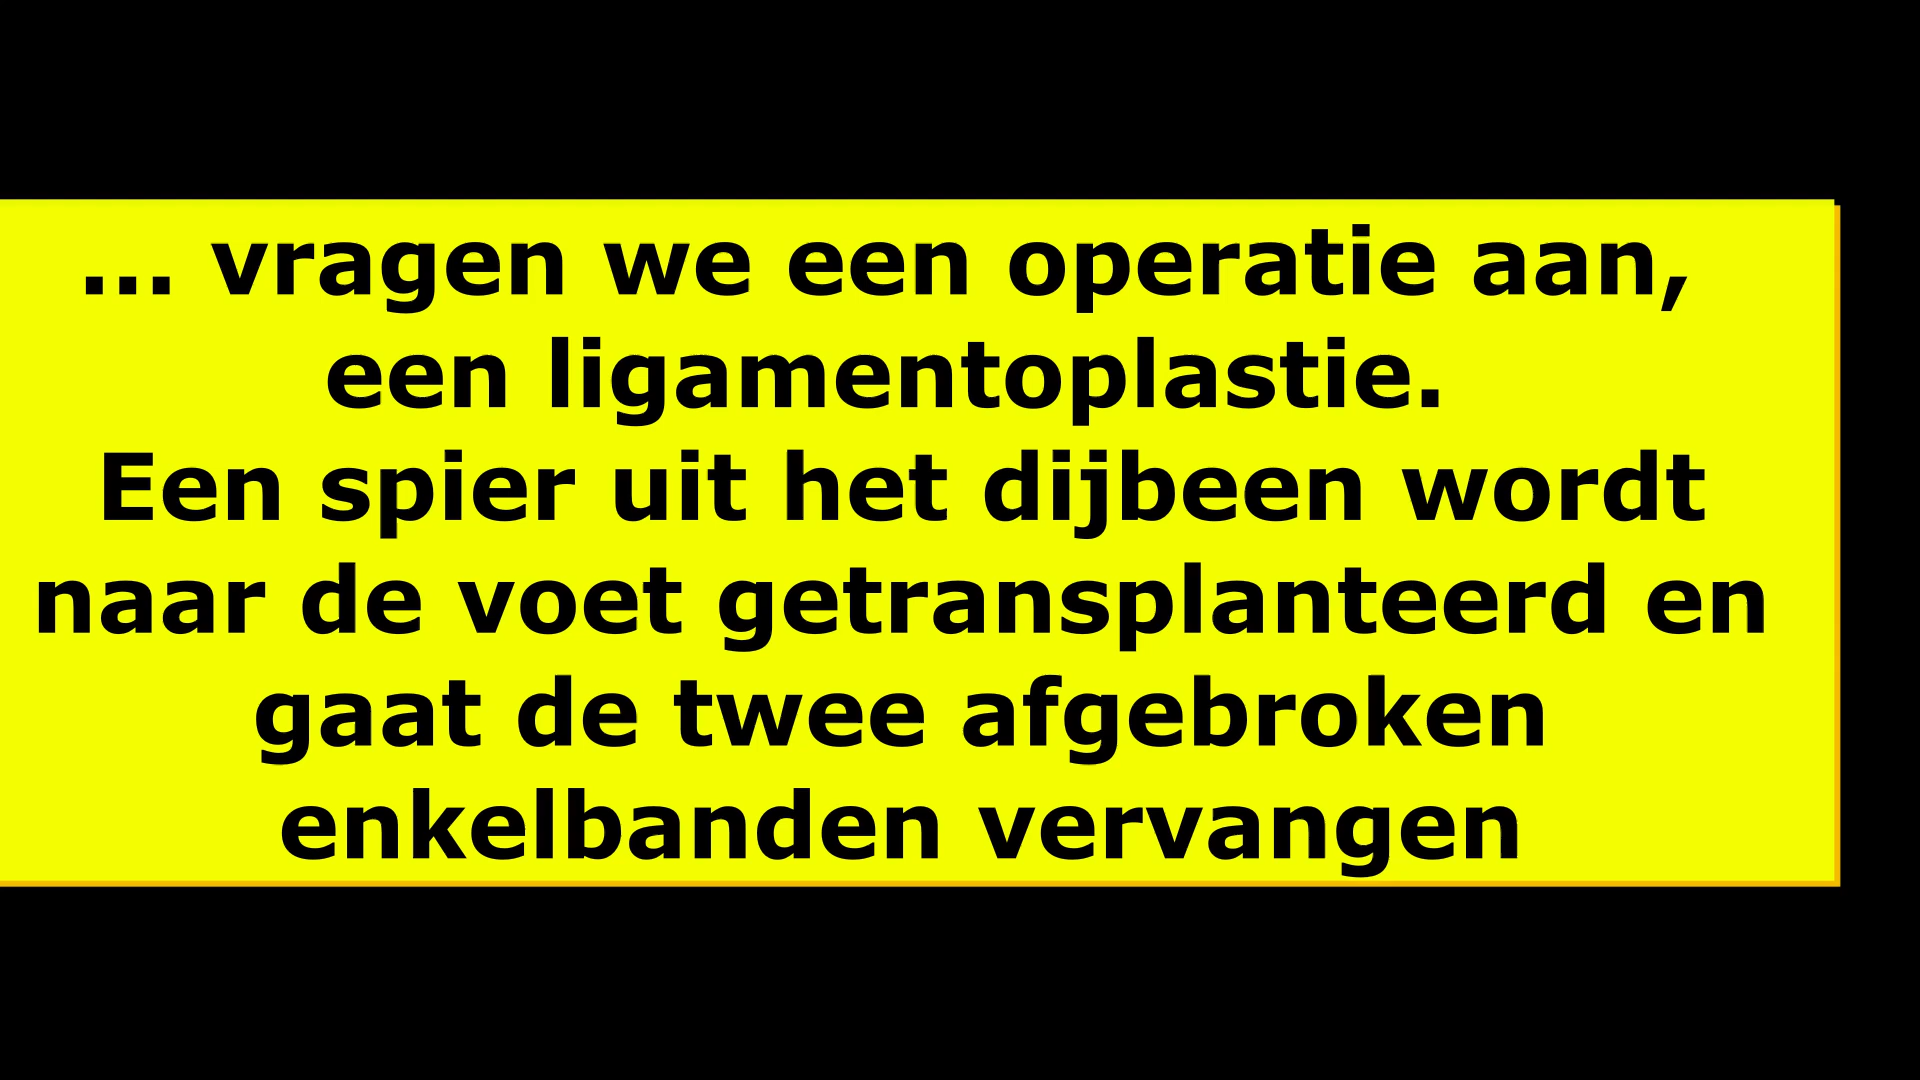 ... vragen we een operatie aan,
een ligamentoplastie.
Een spier uit het dijbeen wordt
naar de voet getransplanteerd en
gaat de twee afgebroken
enkelbanden vervangen